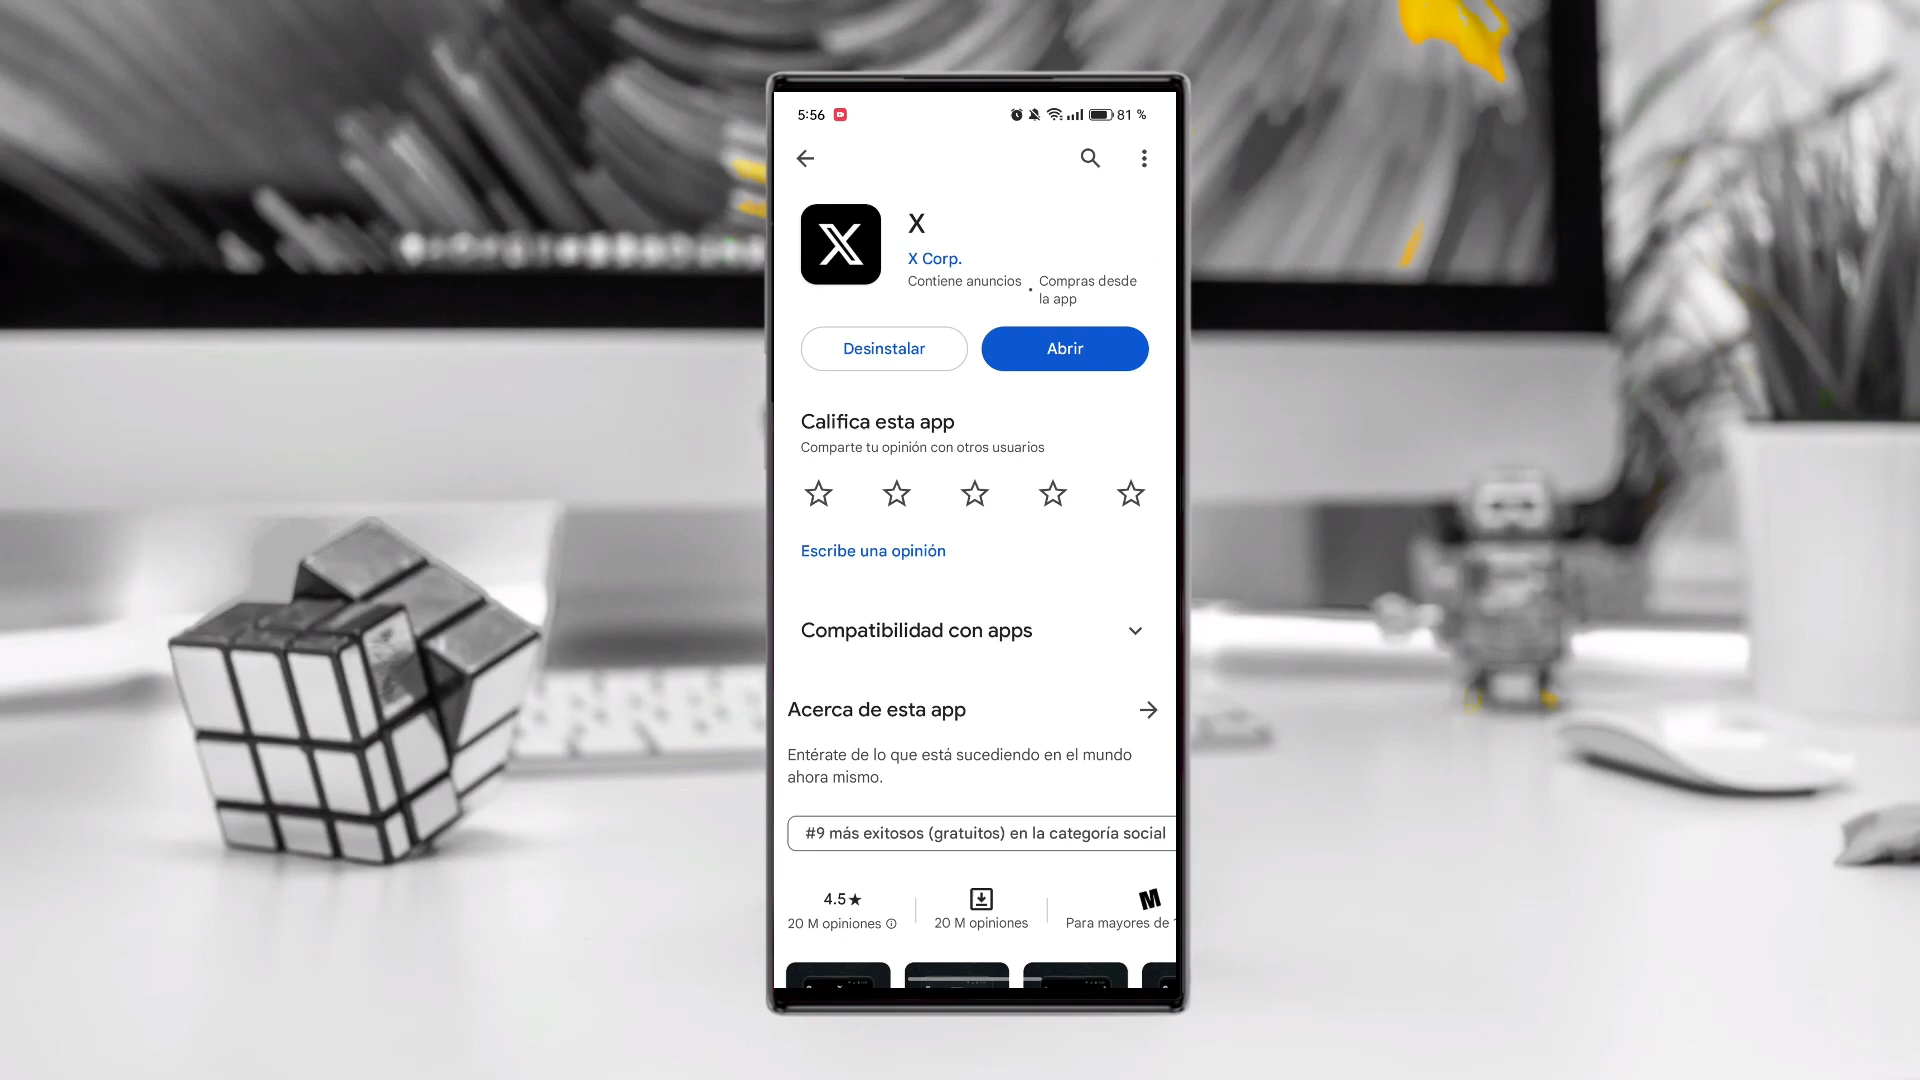 5:56
81 %
X
X Corp.
Contiene anuncios • Compras desde
la app
Desinstalar
Abrir
Califica esta app
Comparte tu opinión con otros usuarios
Escribe una opinión
Compatibilidad con apps
Acerca de esta app
Entérate de lo que está sucediendo en el mundo
ahora mismo.
#9 más exitosos (gratuitos) en la categoría social
4.5★
20 M opiniones
20 M opiniones
Para mayores de